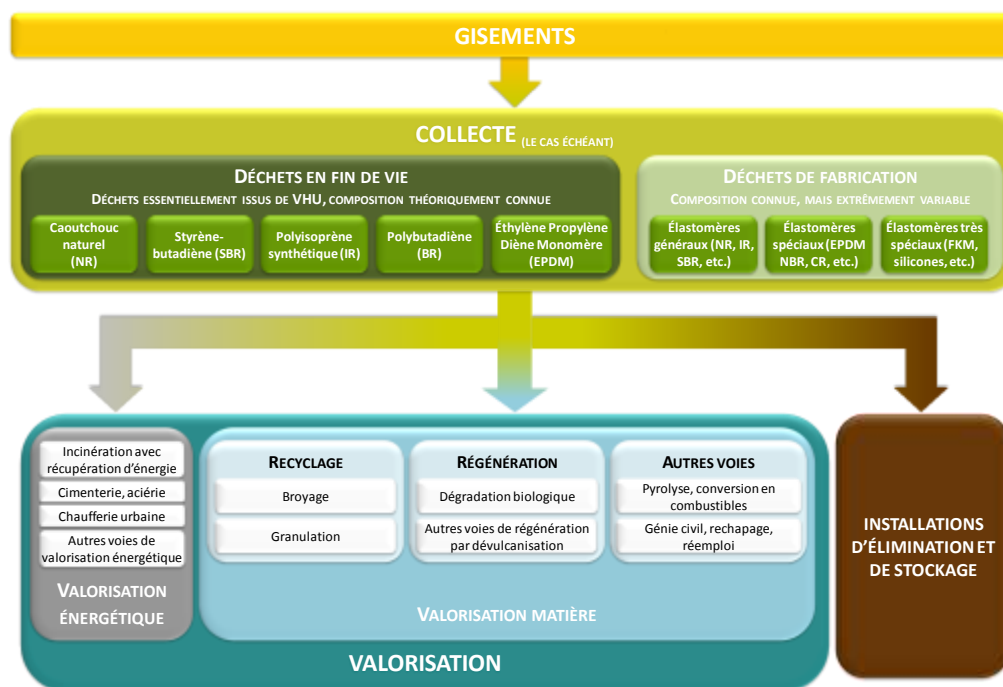 GISEMENTS
COLLECTE (LE CAS ÉCHÉANT)
DÉCHETS EN FIN DE VIE
DÉCHETS ESSENTIELLEMENT ISSUS DE VHU, COMPOSITION THÉORIQUEMENT CONNUE
CAOUTCHOUC
NATUREL
(NR)
STYRÈNE-
BUTADIÈNE (SBR)
POLYISOPRÈNE
SYNTHÉTIQUE (IR)
POLYBUTADIÈNE
(BR)
ÉTHYLÈNE PROPYLÈNE
DIÈNE MONOMÈRE
(EPDM)
DÉCHETS DE FABRICATION
COMPOSITION CONNUE, MAIS EXTRÊMEMENT VARIABLE
ÉLASTOMÈRES
GÉNÉRAUX (NR, IR,
SBR, ETC.)
ÉLASTOMÈRES
SPÉCIAUX (EPDM
NBR, CR, ETC.)
ÉLASTOMÈRES TRÈS
SPÉCIAUX (FKM,
SILICONES, ETC.)
Incinération avec
récupération d'énergie
Cimenterie, aciérie
Chaufferie urbaine
Autres voies de
valorisation énergétique
VALORISATION
ÉNERGÉTIQUE
RECYCLAGE
Broyage
Granulation
RÉGÉNÉRATION
Dégradation biologique
Autres voies de régénération
par dévulcanisation
AUTRES VOIES
Pyrolyse, conversion en
combustibles
Génie civil, rechapage,
réemploi
VALORISATION MATIÈRE
VALORISATION
INSTALLATIONS
D'ÉLIMINATION ET
DE STOCKAGE